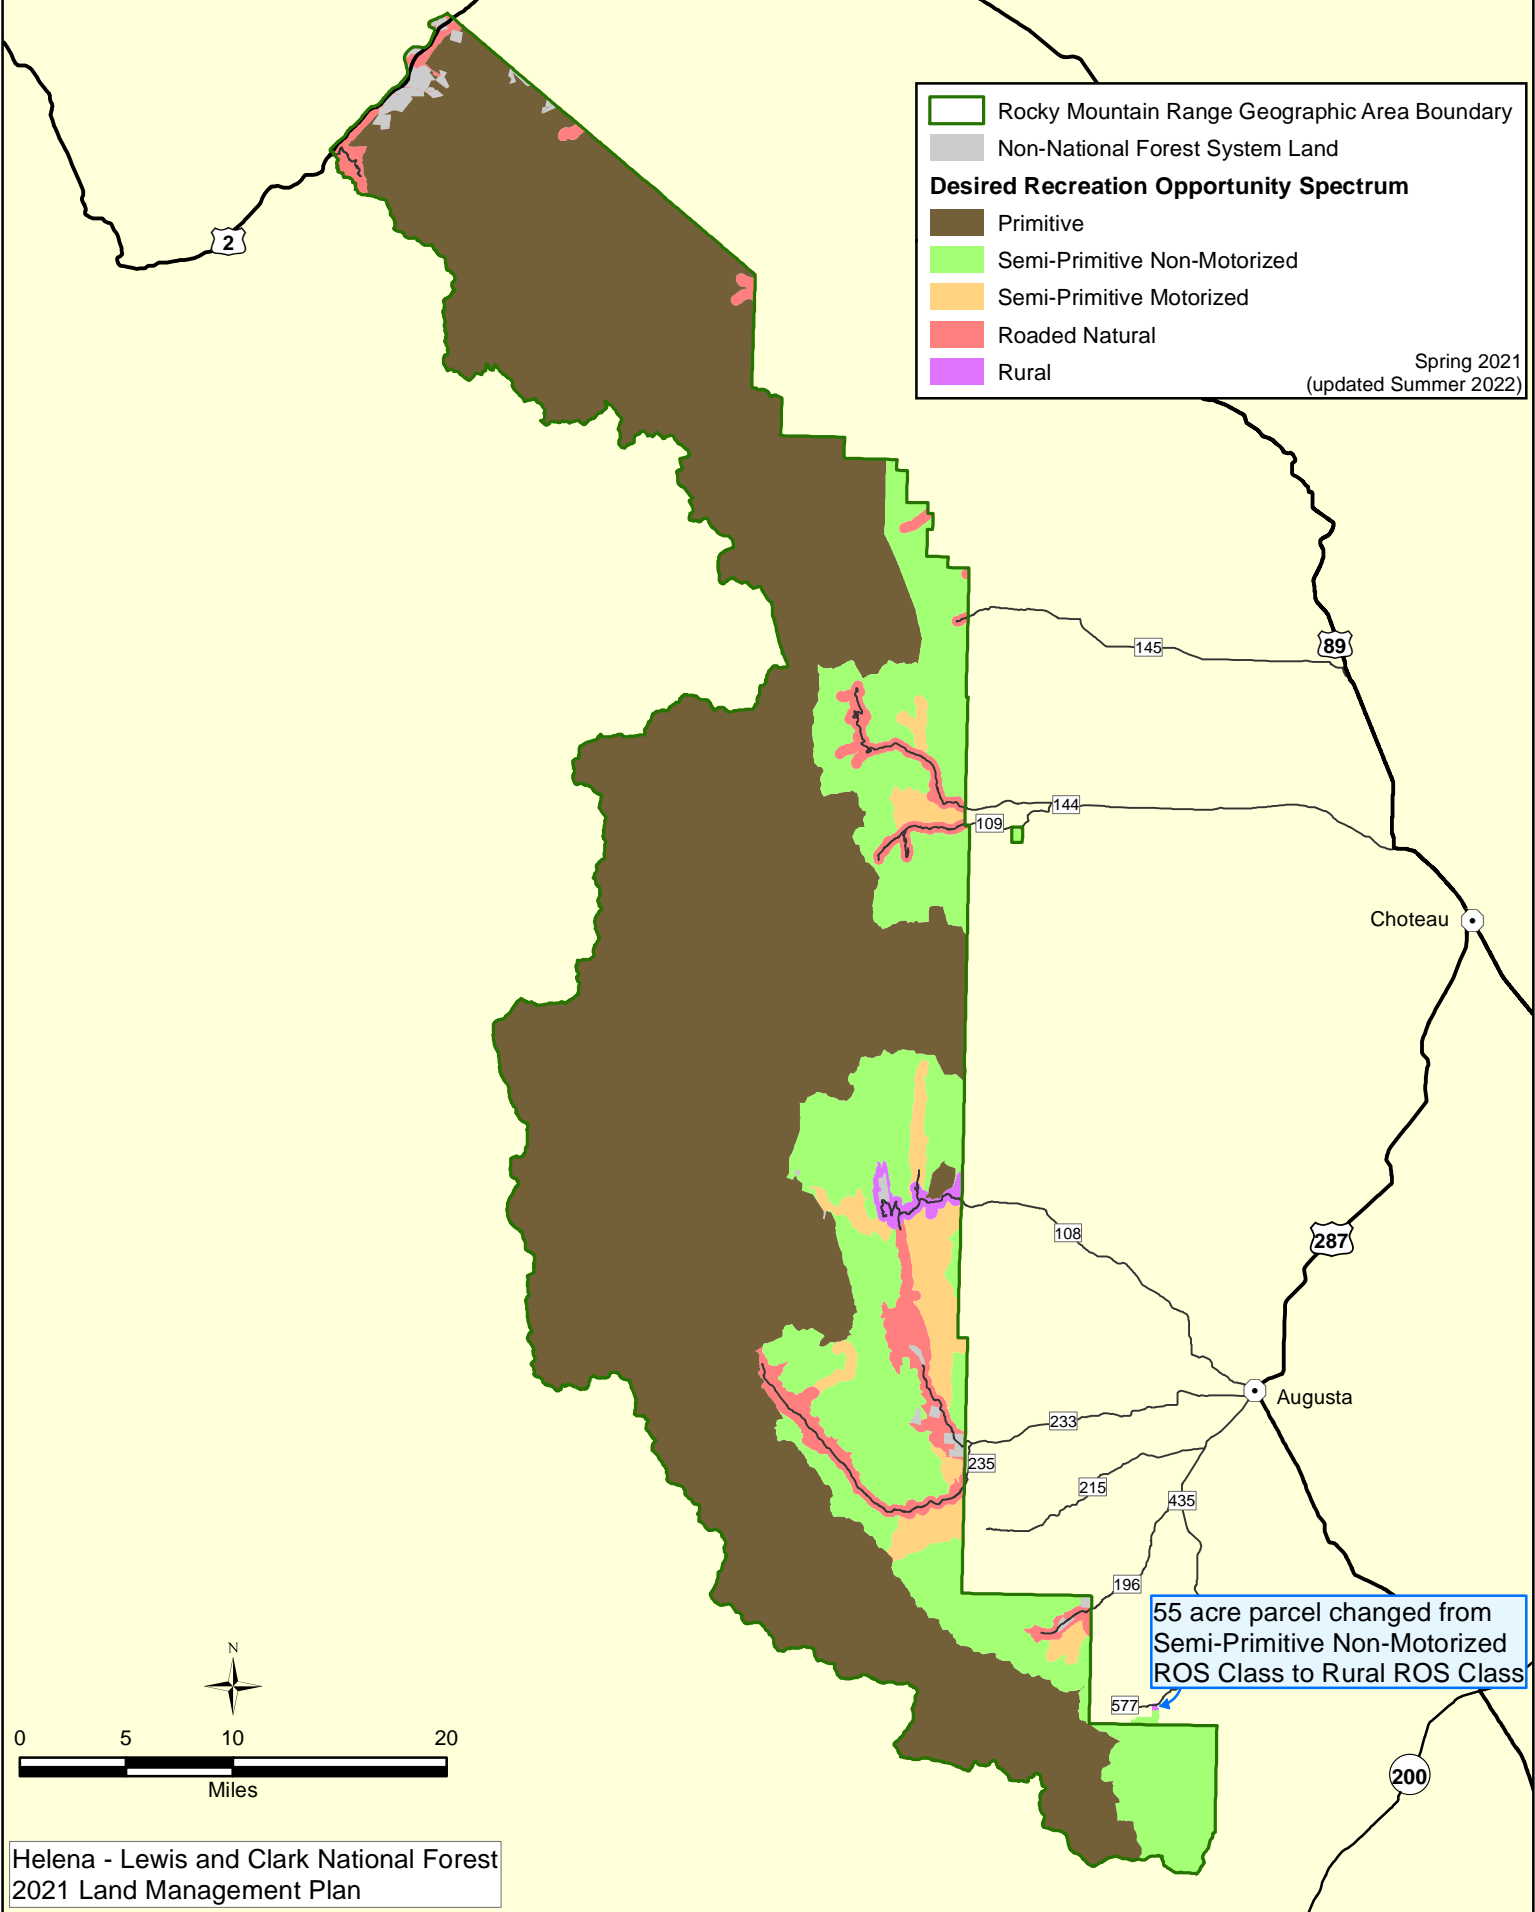 Rocky Mountain Range Geographic Area Boundary
Non-National Forest System Land
Desired Recreation Opportunity Spectrum
Primitive
Semi-Primitive Non-Motorized
Semi-Primitive Motorized
Roaded Natural
Rural
Spring 2021
(updated Summer 2022)
2
89
145
144
109
Choteau
108
287
Augusta
233
235
215
435
196
55 acre parcel changed from
Semi-Primitive Non-Motorized
ROS Class to Rural ROS Class
577
200
N
0 5 10 20
Miles
Helena - Lewis and Clark National Forest
2021 Land Management Plan